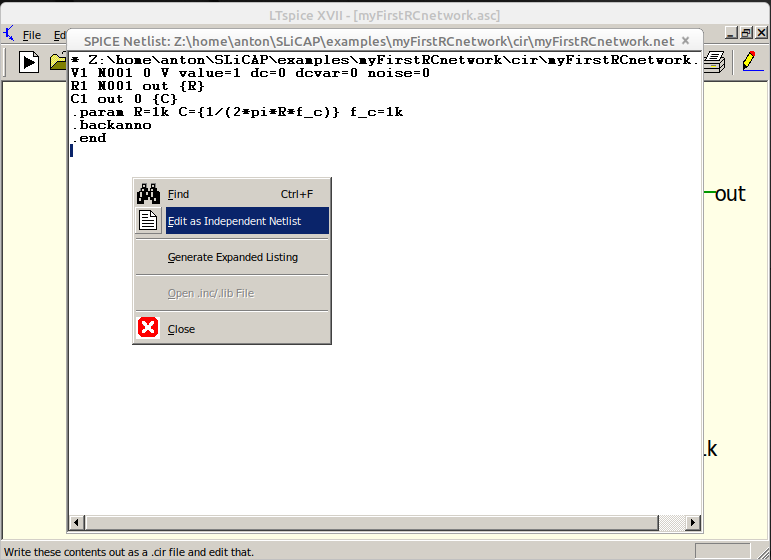 LTspice XVII - [myFirstRCnetwork.asc]
File
SPICE Netlist: Z:\home\anton\SLiCAP\examples\myFirstRCnetwork\cir\myFirstRCnetwork.net ×
* Z:\home\anton\SLiCAP\examples\myFirstRCnetwork\cir\myFirstRCnetwork.
V1 N001 0 V value=1 dc=0 dcvar=0 noise=0
R1 N001 out {R}
C1 out 0 {C}
.param R=1k C={1/(2*pi*R*f_c)} f_c=1k
.backanno
.end
Find Ctrl+F
Edit as Independent Netlist
Generate Expanded Listing
Open .inc/.lib File
Close
out
Write these contents out as a .cir file and edit that.